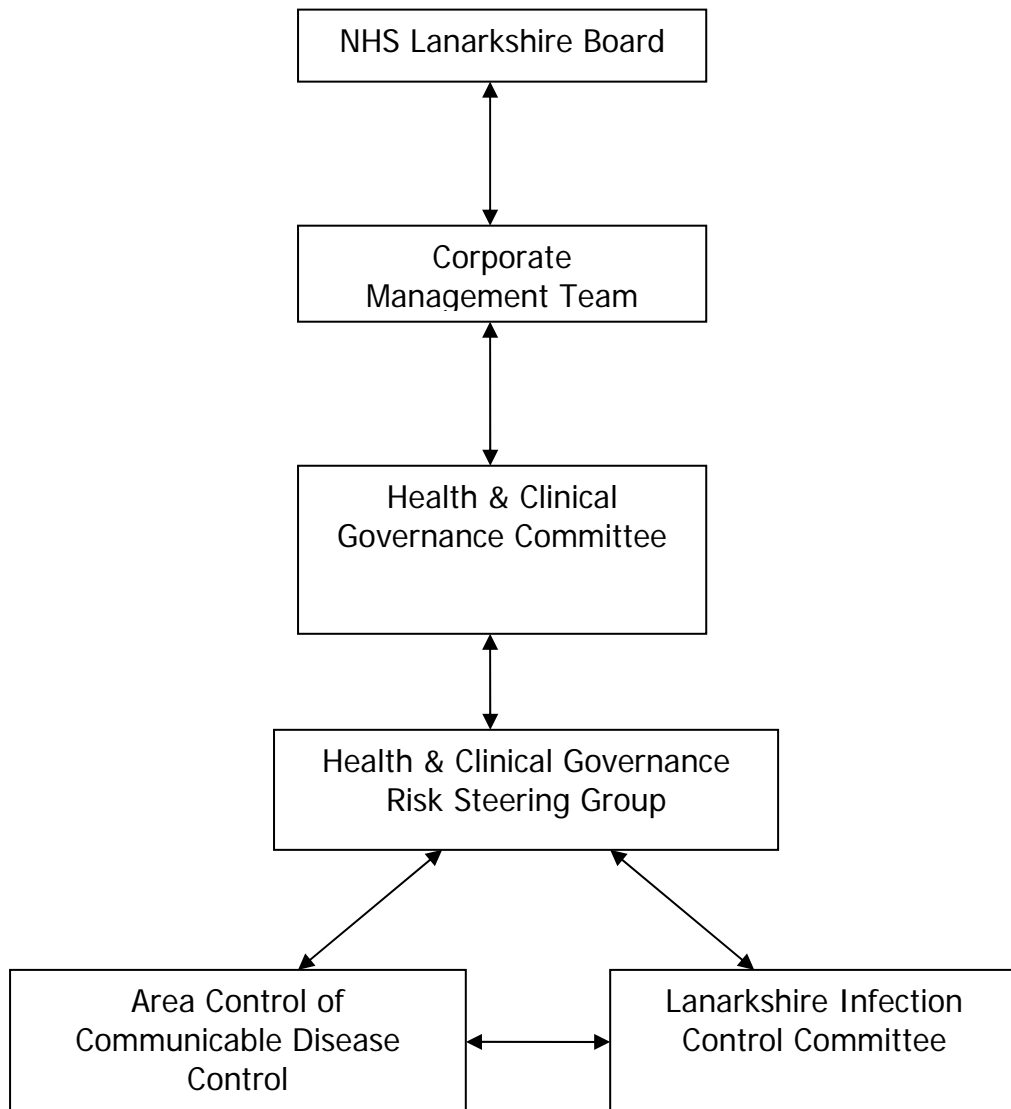 NHS Lanarkshire Board
Corporate
Management Team
Health & Clinical
Governance Committee
Health & Clinical Governance
Risk Steering Group
Area Control of
Communicable Disease
Control
Lanarkshire Infection
Control Committee